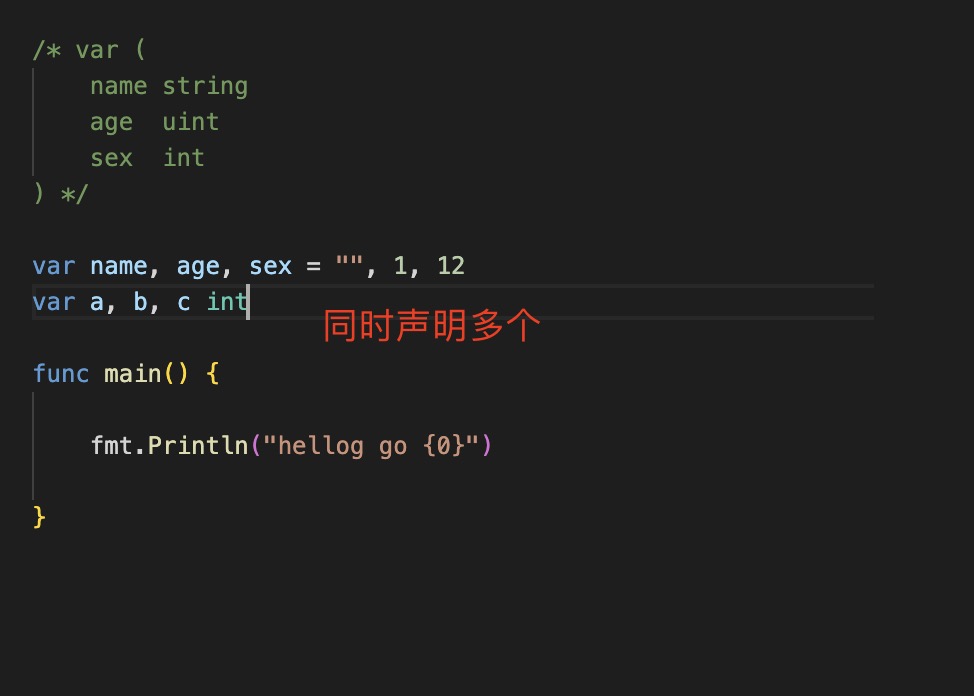 /* var (
name string
age uint
sex int
) */
var name, age, sex = "", 1, 12
var a, b, c int
同时声明多个
func main() {
fmt.Println("hellog go {0}")
}